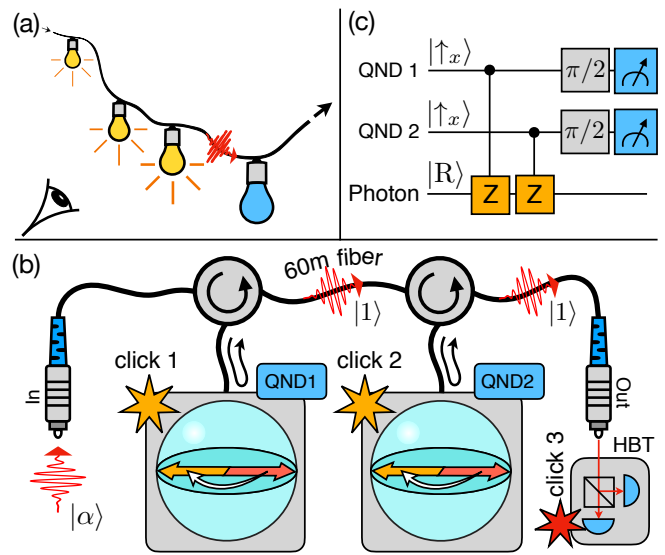 (a)
(c)
QND 1
|↑ₓ⟩
π/2
QND 2
|↑ₓ⟩
π/2
Photon
|R⟩
Z
Z
(b)
60m fiber
|1⟩
|1⟩
click 1
QND1
click 2
QND2
In
Out
|α⟩
click 3
HBT